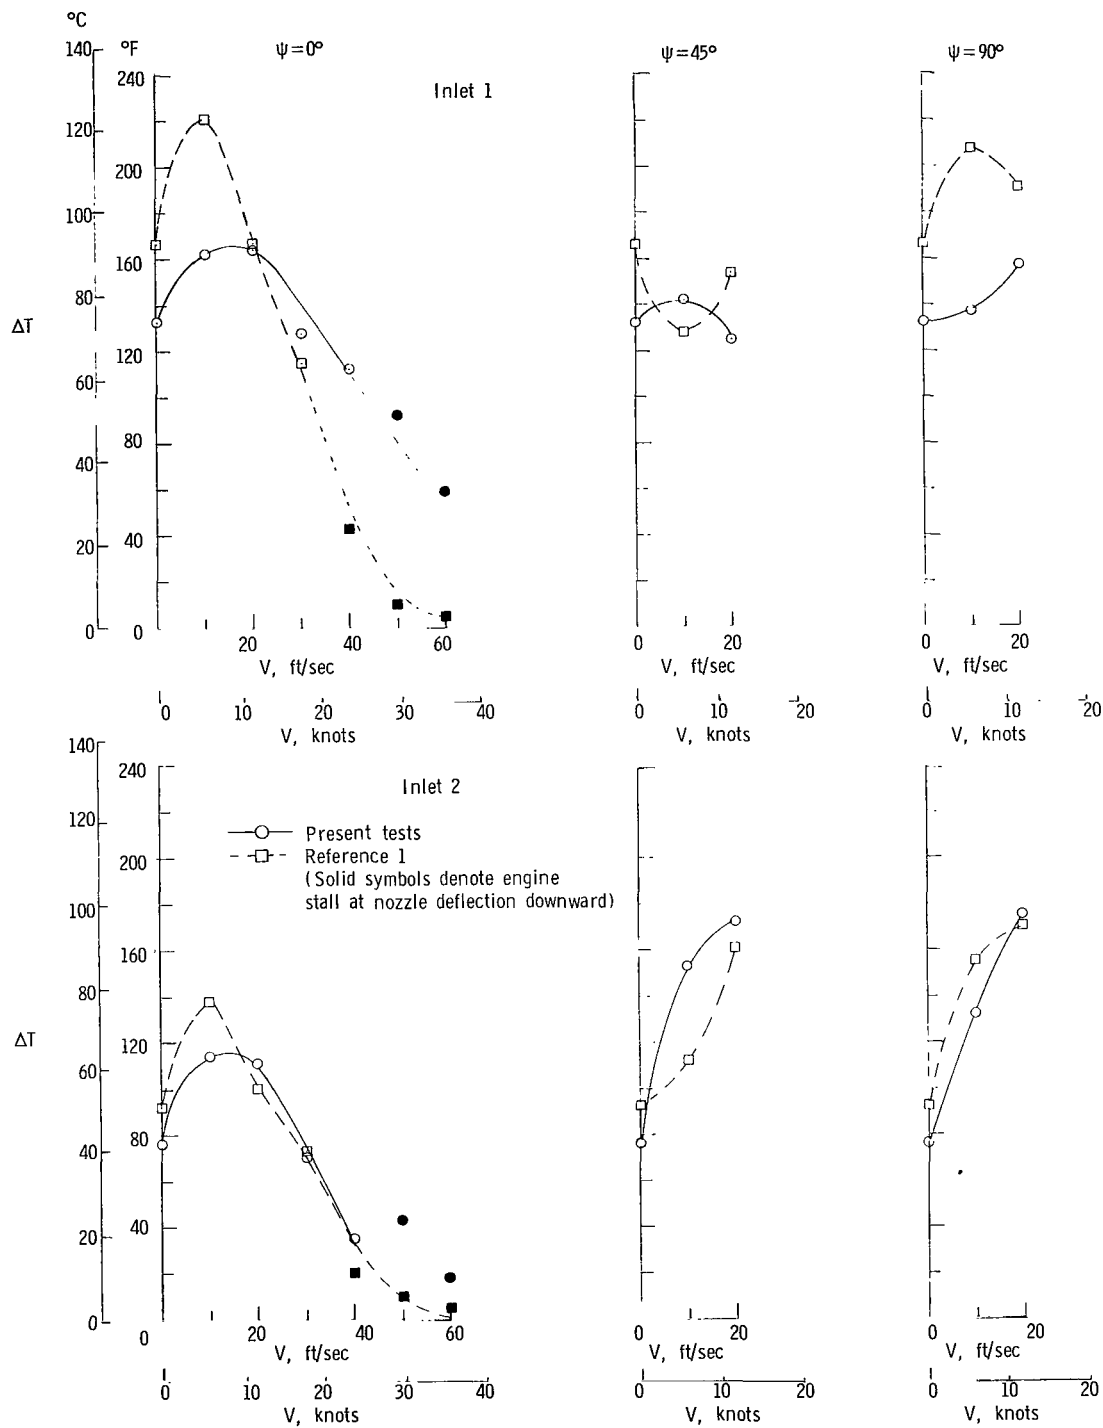 °C
°F ψ=0° ψ=45° ψ=90°
Inlet 1
140
120
100
80
60
40
20
0
240
200
160
120
80
40
0
ΔT
20 40 60
V, ft/sec
0 20
V, ft/sec
0 20
V, ft/sec
0 10 20 30 40
V, knots
0 10 20
V, knots
0 10 20
V, knots
Inlet 2
Present tests
Reference 1
(Solid symbols denote engine
stall at nozzle deflection downward)
140
120
100
80
60
40
20
0
240
200
160
120
80
40
0
ΔT
20 40 60
V, ft/sec
0 20
V, ft/sec
0 20
V, ft/sec
0 10 20 30 40
V, knots
0 10 20
V, knots
0 10 20
V, knots